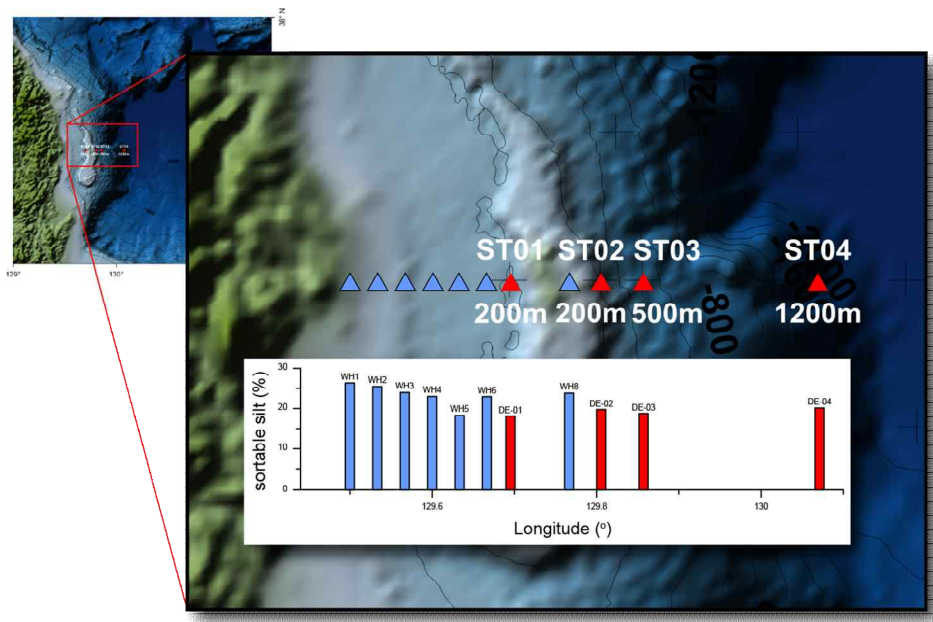 38° N
129°
130°
-1200
ST01 ST02 ST03 ST04
200m 200m 500m 1200m
-800
30
20
10
0
sortable silt (%)
WH1
WH2
WH3
WH4
WH5
WH6
DE-01
WH8
DE-02
DE-03
DE-04
129.6
129.8
130
Longitude (°)